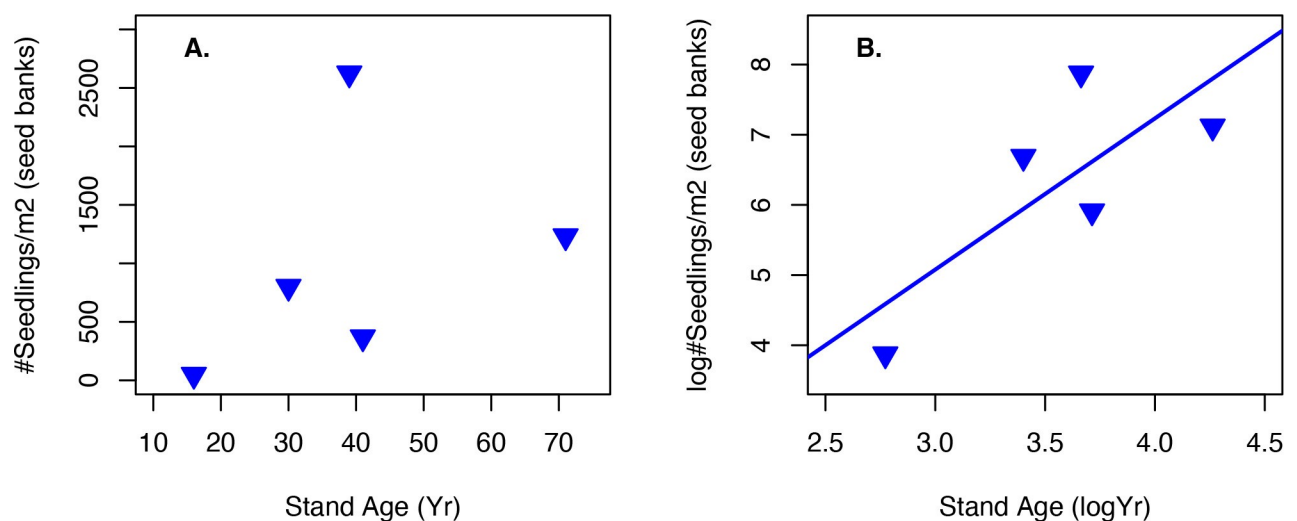 A.
#Seedlings/m2 (seed banks)
2500
1500
500
0
10 20 30 40 50 60 70
Stand Age (Yr)
B.
log#Seedlings/m2 (seed banks)
8
7
6
5
4
2.5 3.0 3.5 4.0 4.5
Stand Age (logYr)